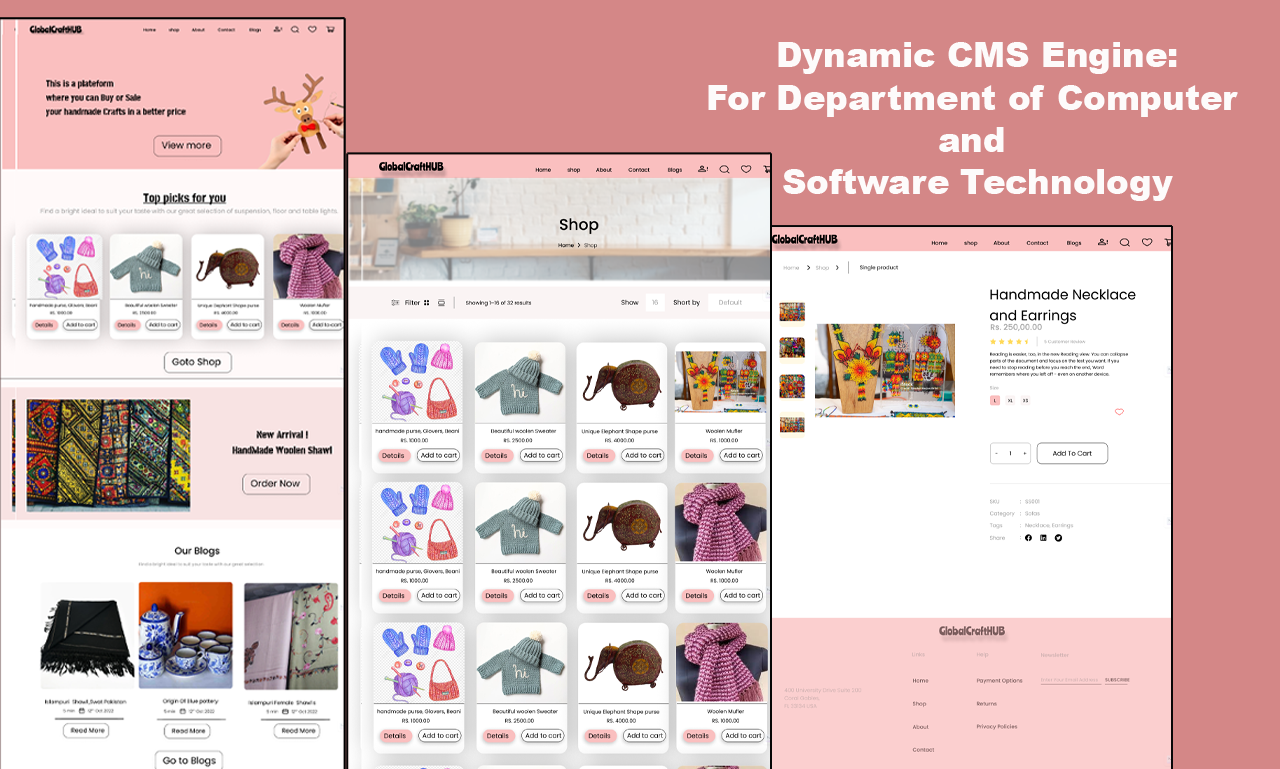 Dynamic CMS Engine:
For Department of Computer
and
Software Technology
GlobalCraftHUB
Home shop About Contact Blogs
This is a plateform
where you can Buy or Sale
your handmade Crafts in a better price
View more
Top picks for you
Find a bright ideal to suit your taste with our great selection of suspension, floor and table lights.
handmade purse, Glovers, Beani
RS. 1000.00
Details Add to cart
Beautiful woolen Sweater
RS. 2500.00
Details Add to cart
Unique Elephant Shape purse
RS. 4000.00
Details Add to cart
Woolen Mufler
RS. 1000.00
Details Add to cart
Goto Shop
New Arrival !
HandMade Woolen Shawl
Order Now
Our Blogs
Find a bright ideal to suit your taste with our great selection
Islampuri Shawl,Swat Pakistan
5 min 12th Oct 2022
Read More
Origin Of Blue pottery
5 min 12th Oct 2022
Read More
Islampuri Female Shawls
5 min 12th Oct 2022
Read More
Go to Blogs
GlobalCraftHUB
Home shop About Contact Blogs
Shop
Home > Shop
Filter
Showing 1–16 of 32 results
Show 16 Short by Default
handmade purse, Glovers, Beani
RS. 1000.00
Details Add to cart
Beautiful woolen Sweater
RS. 2500.00
Details Add to cart
Unique Elephant Shape purse
RS. 4000.00
Details Add to cart
Woolen Mufler
RS. 1000.00
Details Add to cart
handmade purse, Glovers, Beani
RS. 1000.00
Details Add to cart
Beautiful woolen Sweater
RS. 2500.00
Details Add to cart
Unique Elephant Shape purse
RS. 4000.00
Details Add to cart
Woolen Mufler
RS. 1000.00
Details Add to cart
handmade purse, Glovers, Beani
RS. 1000.00
Details Add to cart
Beautiful woolen Sweater
RS. 2500.00
Details Add to cart
Unique Elephant Shape purse
RS. 4000.00
Details Add to cart
Woolen Mufler
RS. 1000.00
Details Add to cart
GlobalCraftHUB
Home shop About Contact Blogs
Home > Shop > Single product
Handmade Necklace
and Earrings
Rs. 250,00.00
5 Customer Review
Reading is easier, too, in the new Reading view. You can collapse
parts of the document and focus on the text you want. If you
need to stop reading before you reach the end, Word
remembers where you left off - even on another device.
Size
L XL XS
- 1 + Add To Cart
SKU : SS001
Category : Sofas
Tags : Necklace, Earrings
Share :
GlobalCraftHUB
Links Help Newsletter
Home Payment Options SUBSCRIBE
400 University Drive Suite 200
Coral Gables,
FL 33134 USA
Shop Returns
About Privacy Policies
Contact